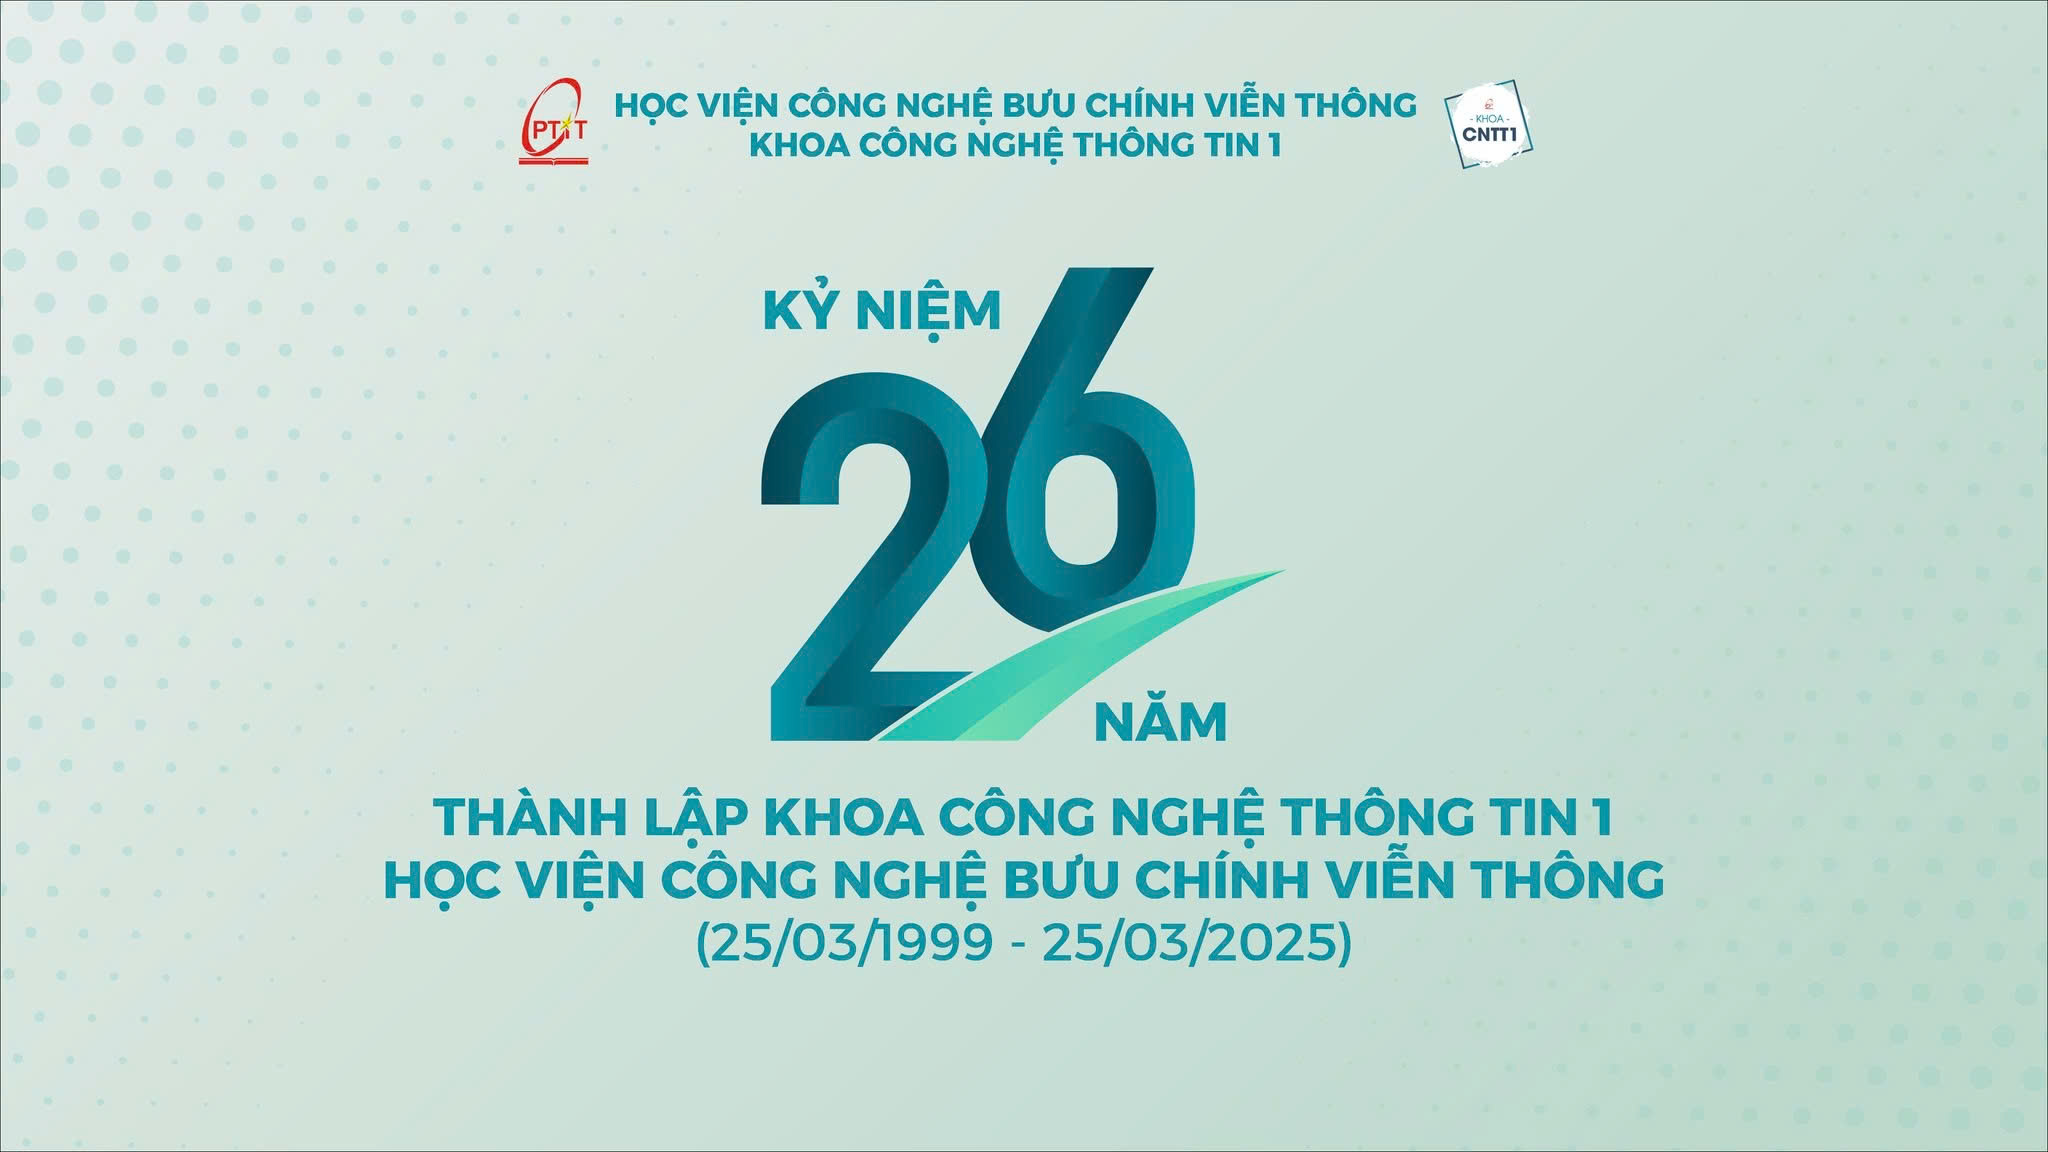 PTIT
HỌC VIỆN CÔNG NGHỆ BƯU CHÍNH VIỄN THÔNG
KHOA CÔNG NGHỆ THÔNG TIN 1
- KHOA -
CNTT1
KỶ NIỆM
26
NĂM
THÀNH LẬP KHOA CÔNG NGHỆ THÔNG TIN 1
HỌC VIỆN CÔNG NGHỆ BƯU CHÍNH VIỄN THÔNG
(25/03/1999 - 25/03/2025)